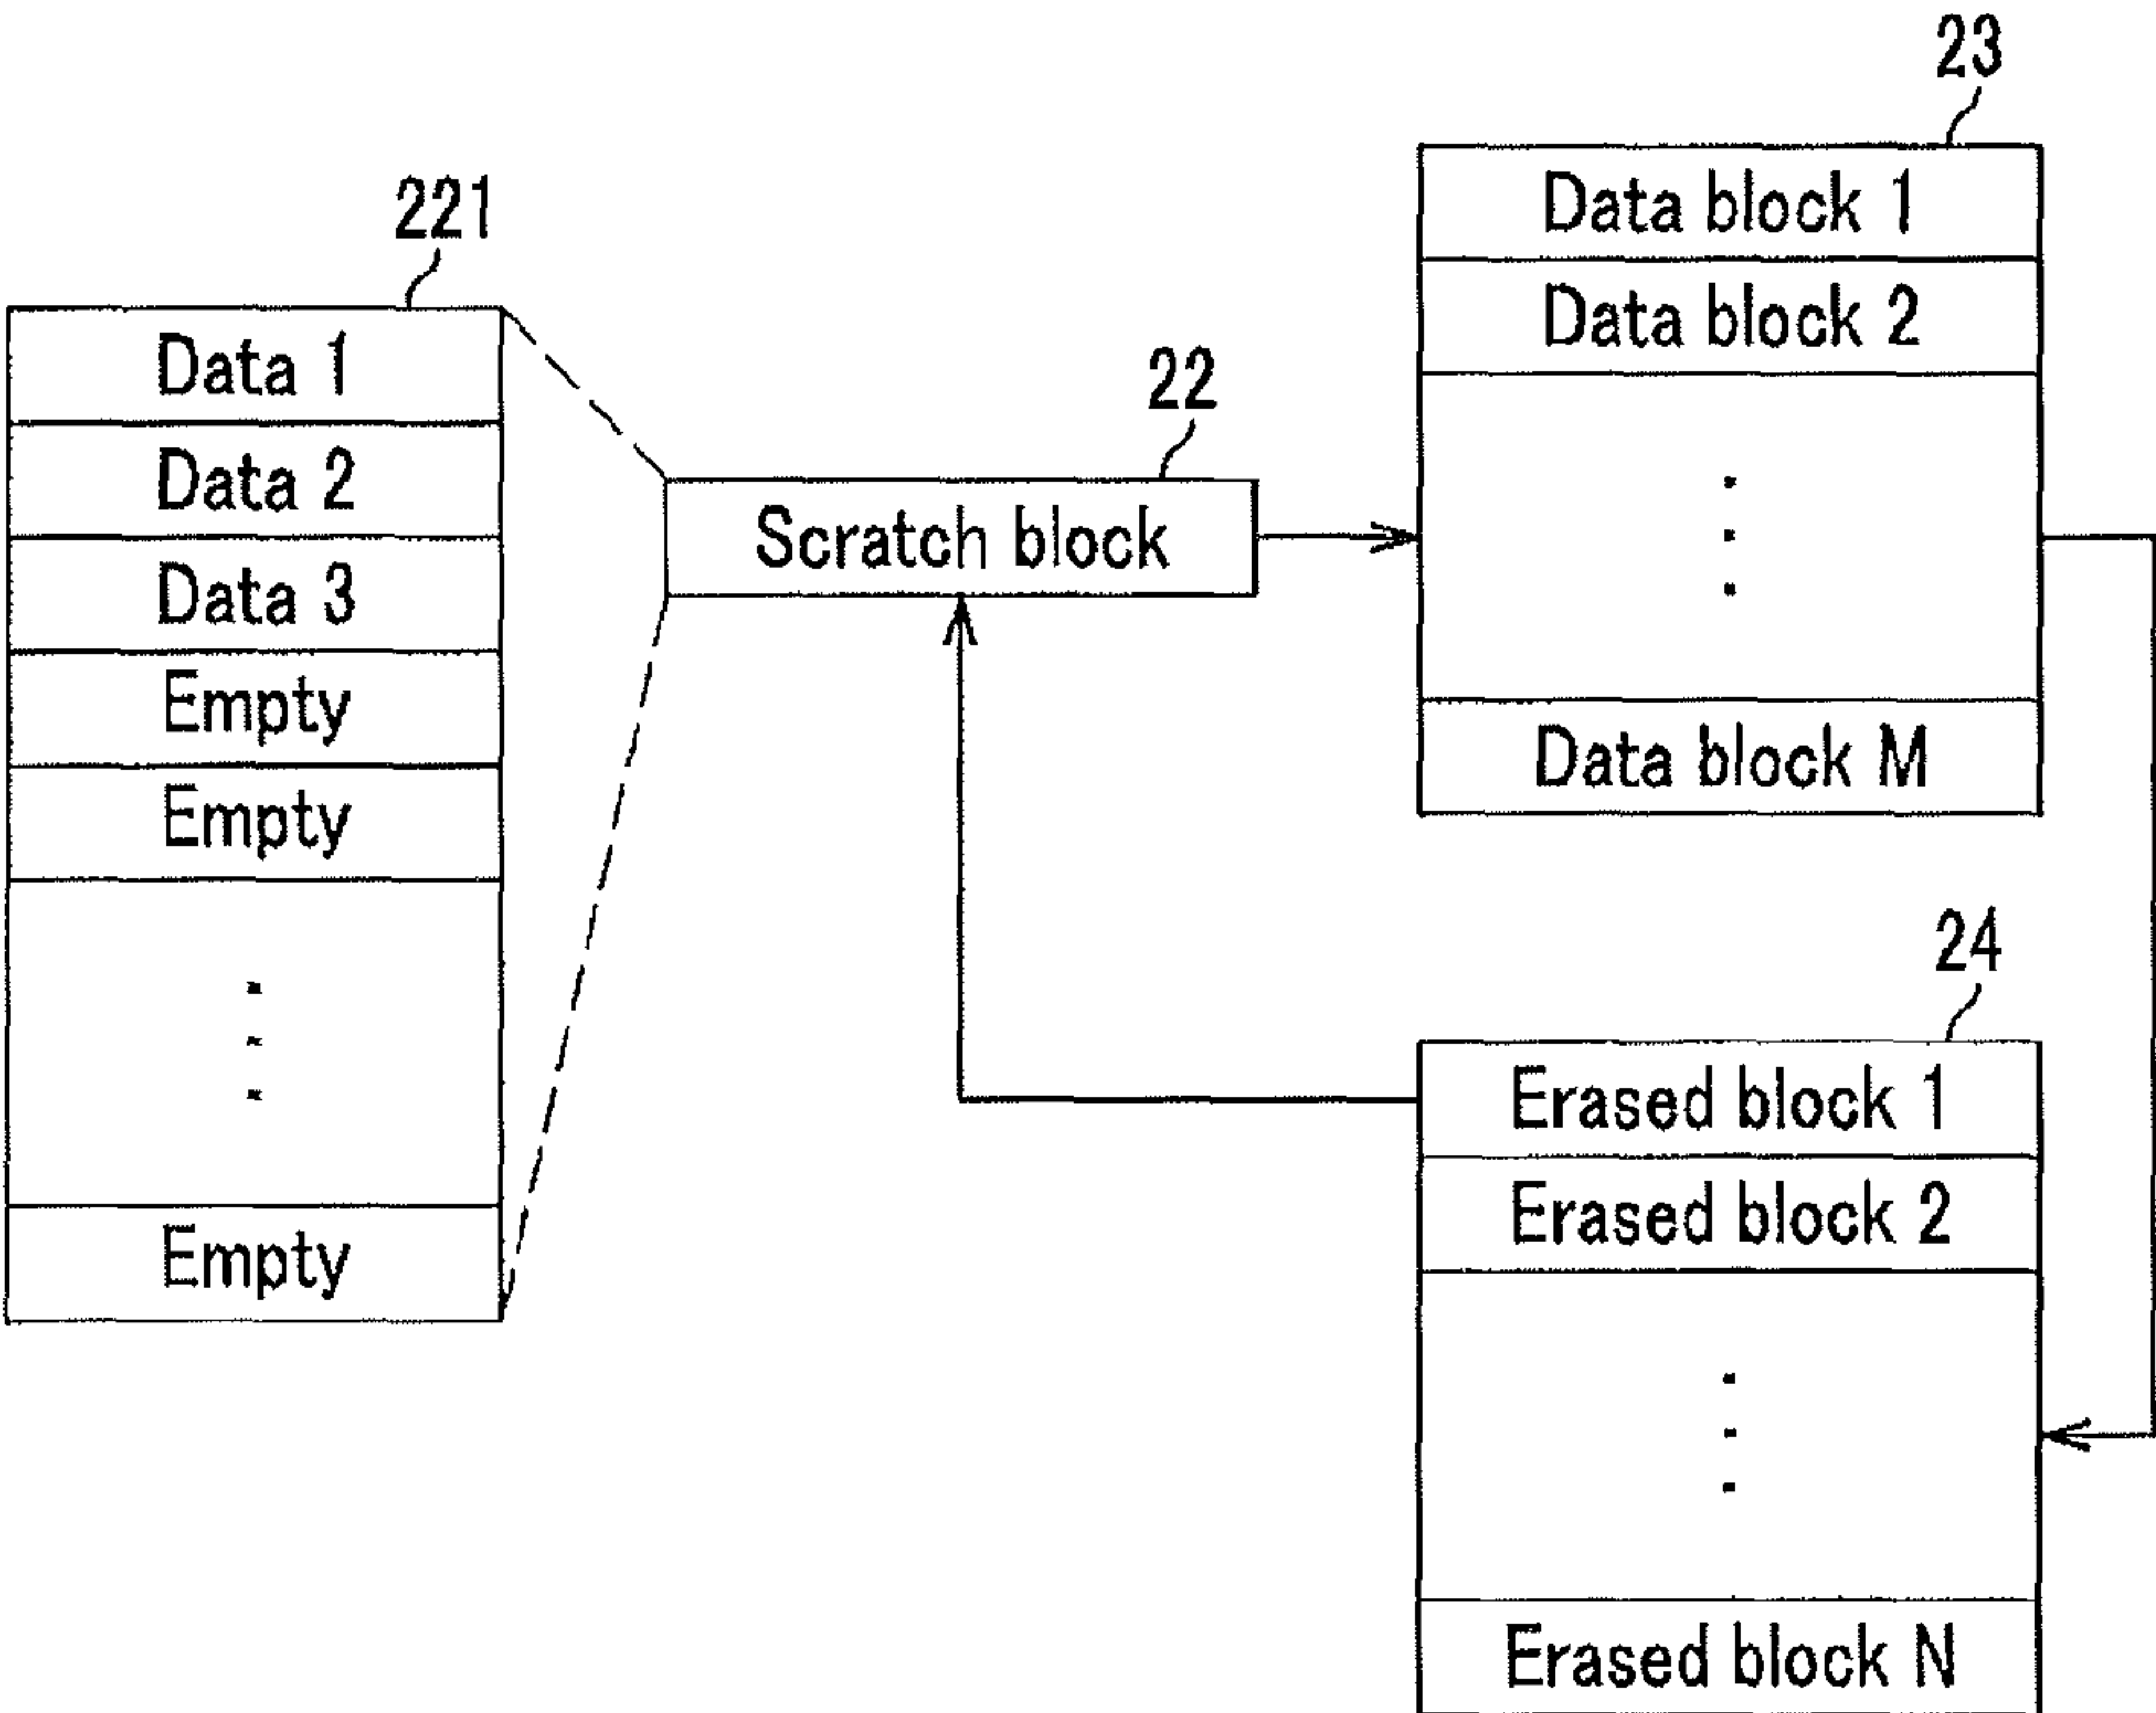 221
Data 1
Data 2
Data 3
Empty
Empty
Empty
22
Scratch block
23
Data block 1
Data block 2
Data block M
24
Erased block 1
Erased block 2
Erased block N